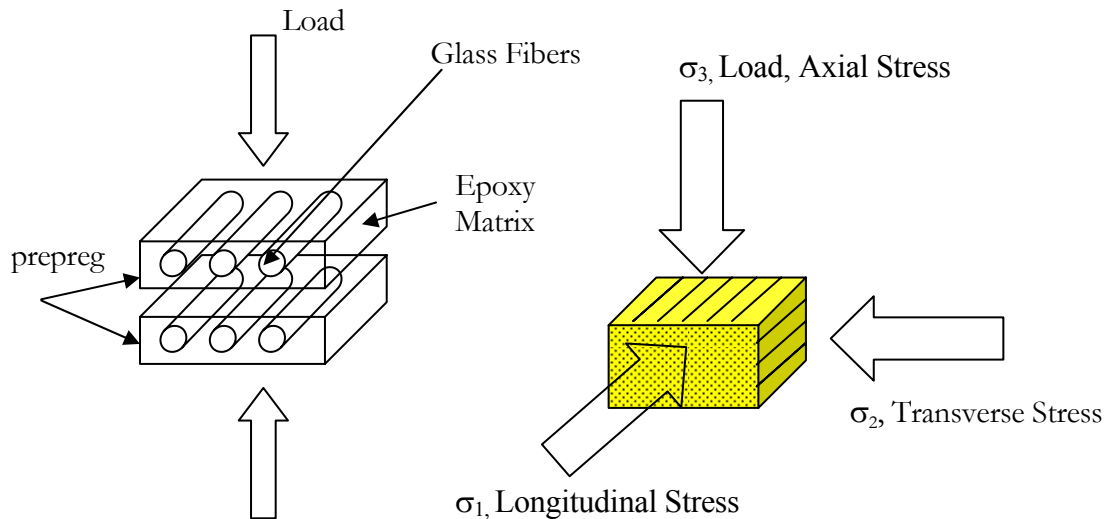 Load
Glass Fibers
Epoxy
Matrix
prepreg
σ3, Load, Axial Stress
σ2, Transverse Stress
σ1, Longitudinal Stress